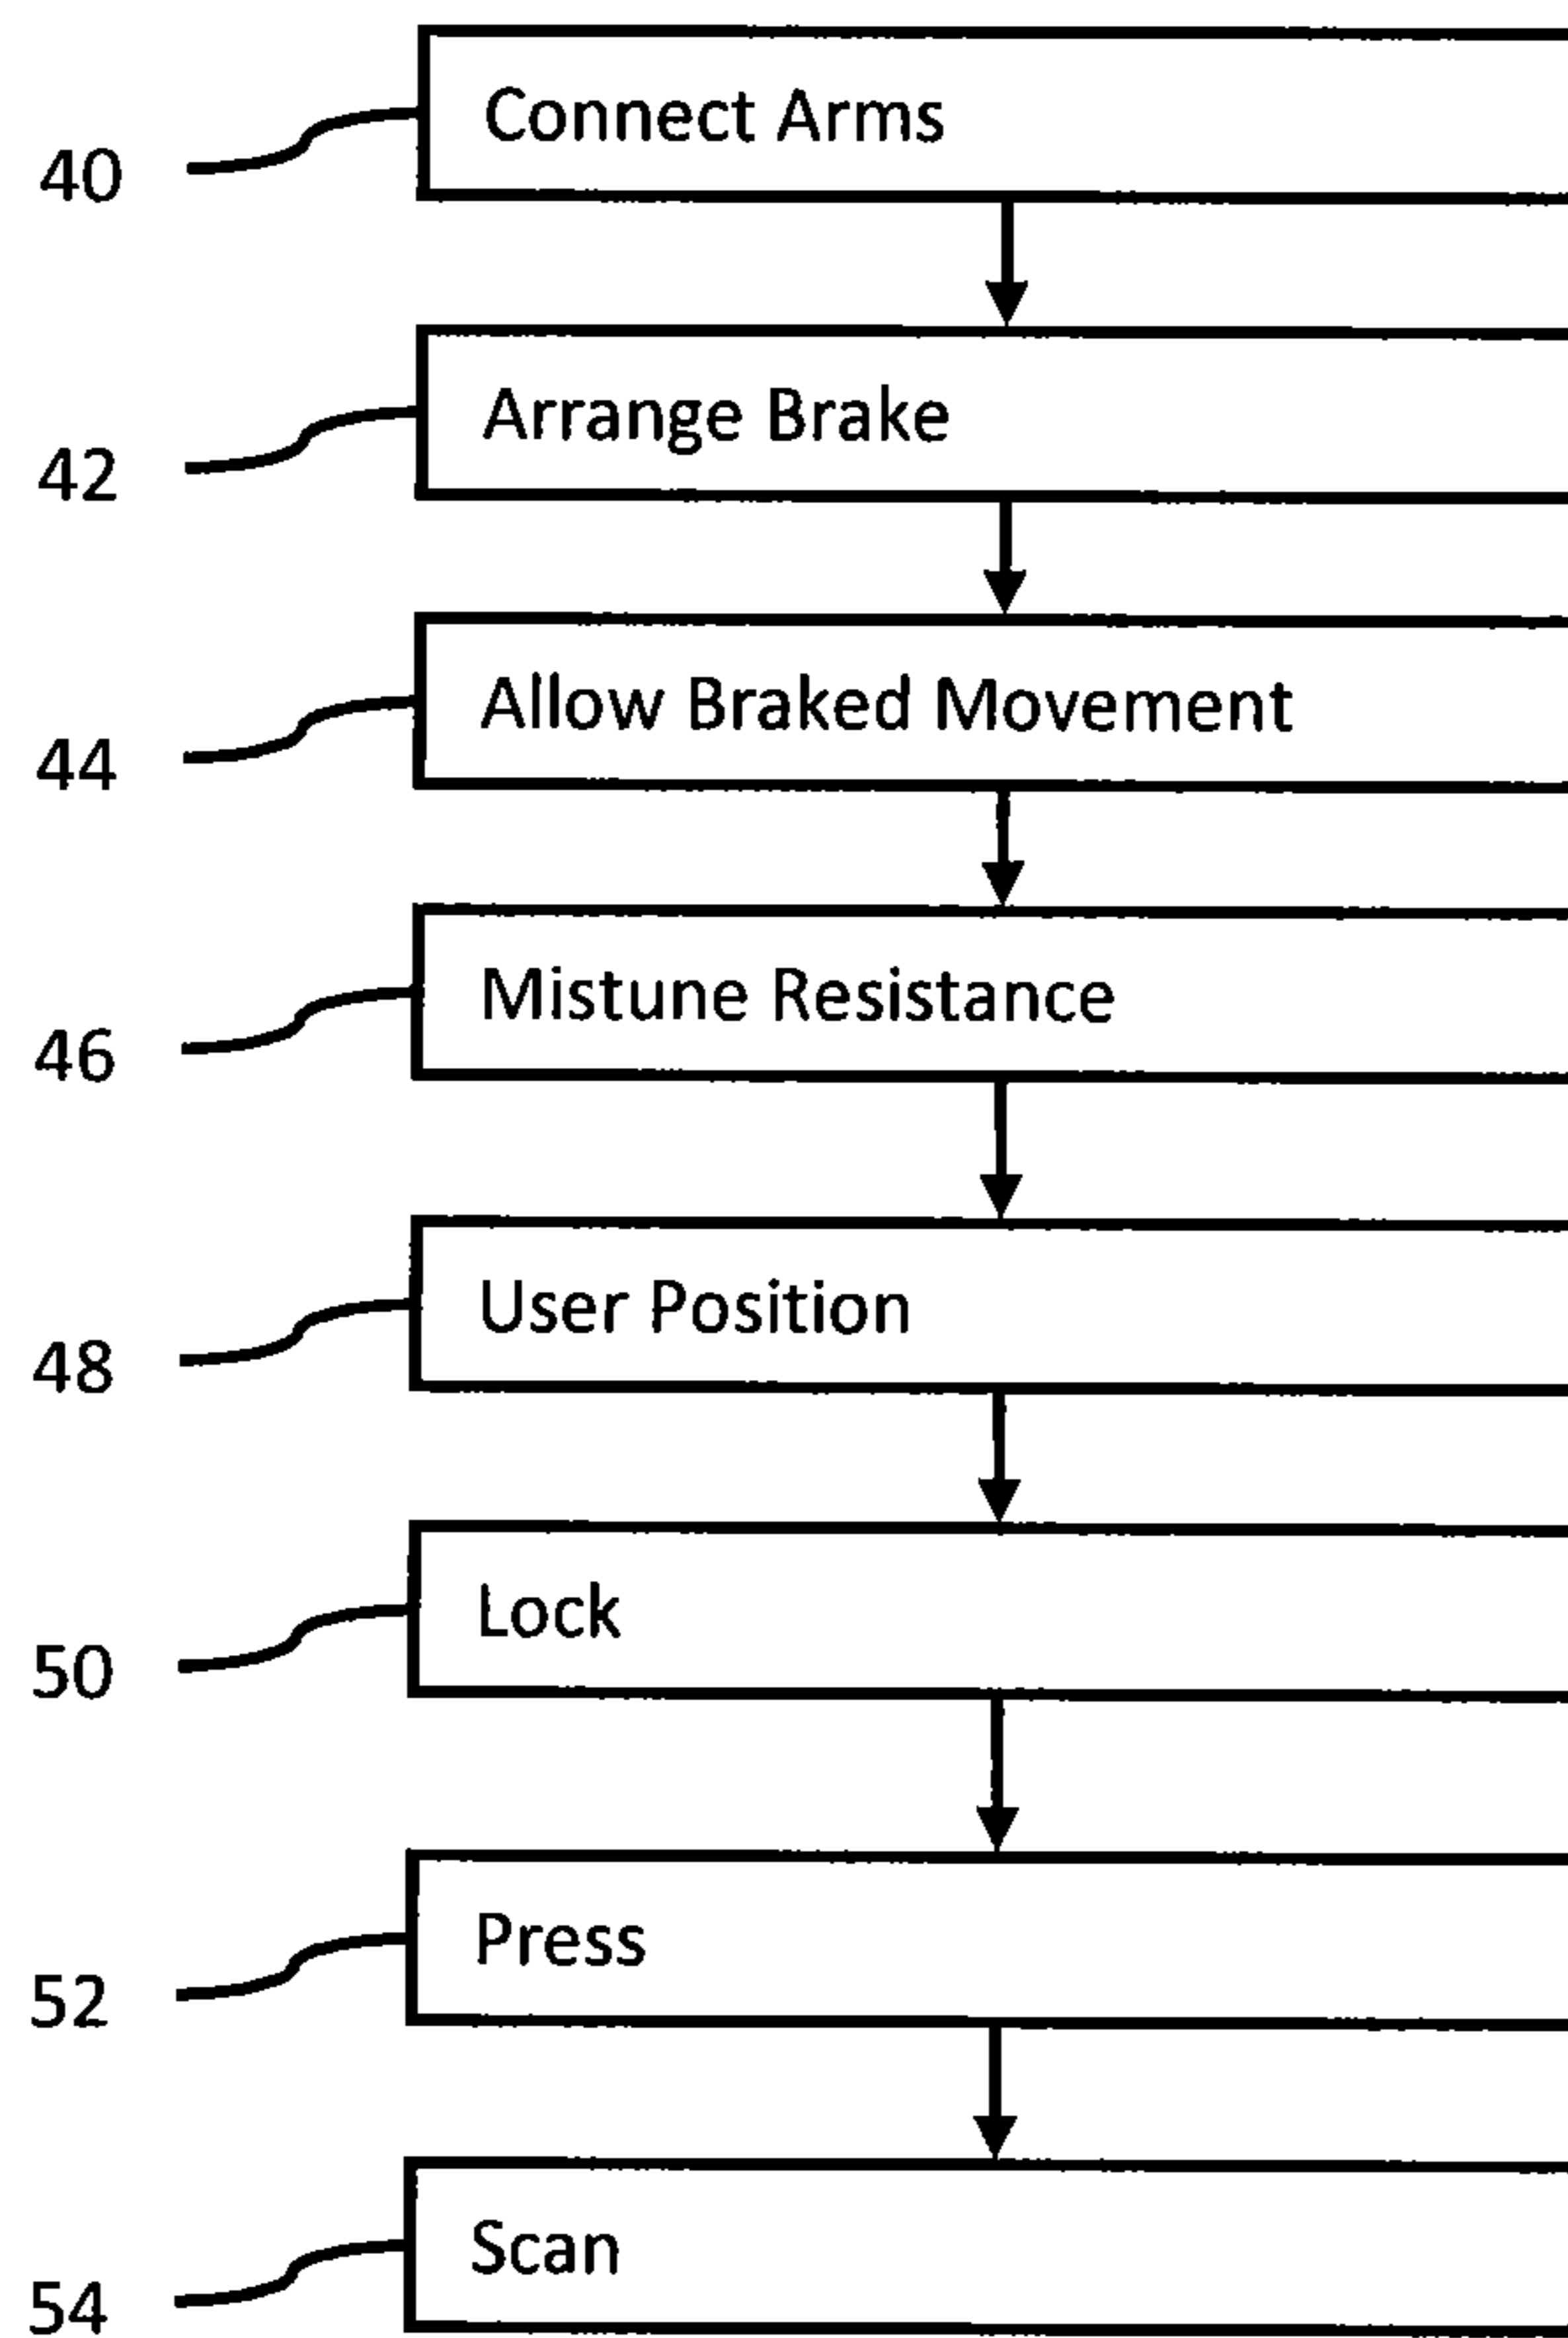 Connect Arms
40
Arrange Brake
42
Allow Braked Movement
44
Mistune Resistance
46
User Position
48
Lock
50
Press
52
Scan
54